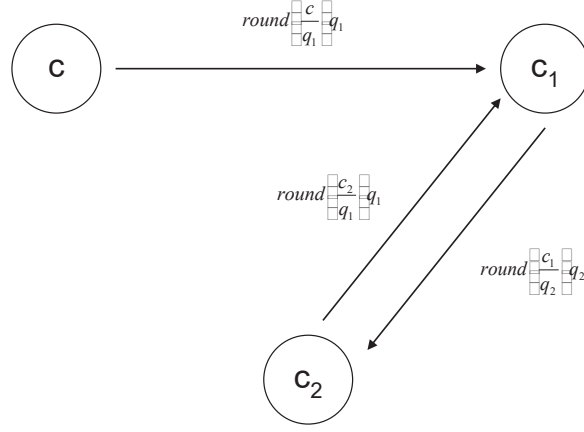 round(c/q₁)q₁
c
c₁
round(c₂/q₁)q₁
round(c₁/q₂)q₂
c₂